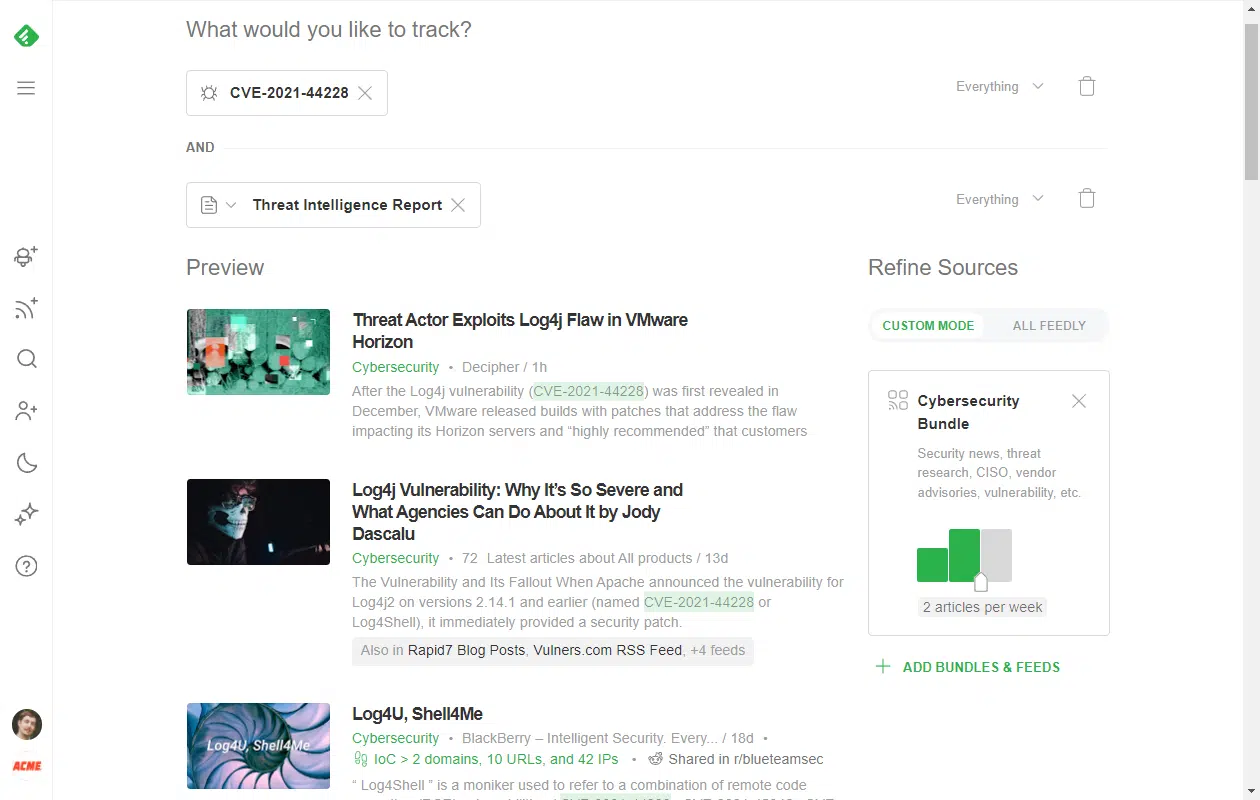 What would you like to track?
CVE-2021-44228
Everything
AND
Threat Intelligence Report
Everything
Preview
Refine Sources
Threat Actor Exploits Log4j Flaw in VMware
Horizon
Cybersecurity • Decipher / 1h
After the Log4j vulnerability (CVE-2021-44228) was first revealed in
December, VMware released builds with patches that address the flaw
impacting its Horizon servers and “highly recommended” that customers
Log4j Vulnerability: Why It’s So Severe and
What Agencies Can Do About It by Jody
Dascalu
Cybersecurity • 72 Latest articles about All products / 13d
The Vulnerability and Its Fallout When Apache announced the vulnerability for
Log4j2 on versions 2.14.1 and earlier (named CVE-2021-44228 or
Log4Shell), it immediately provided a security patch.
Also in Rapid7 Blog Posts, Vulners.com RSS Feed, +4 feeds
Log4U, Shell4Me
Log4U, Shell4Me
Cybersecurity • BlackBerry – Intelligent Security. Every... / 18d •
IoC > 2 domains, 10 URLs, and 42 IPs • Shared in r/blueteamsec
“ Log4Shell ” is a moniker used to refer to a combination of remote code
CUSTOM MODE
ALL FEEDLY
Cybersecurity
Bundle
Security news, threat
research, CISO, vendor
advisories, vulnerability, etc.
2 articles per week
+ ADD BUNDLES & FEEDS
ACME